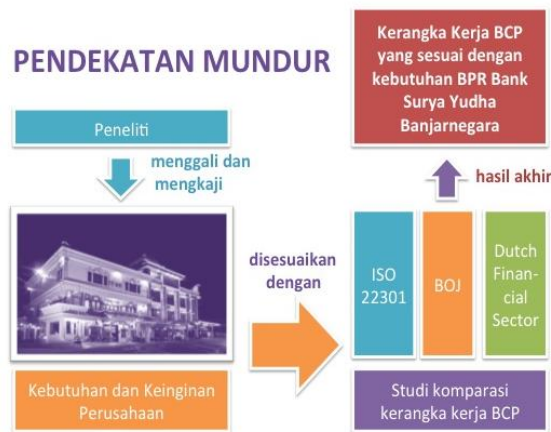 PENDEKATAN MUNDUR
Peneliti
menggali dan
mengkaji
Kebutuhan dan Keinginan
Perusahaan
disesuaikan
dengan
ISO
22301
BOJ
Dutch
Finan-
cial
Sector
Studi komparasi
kerangka kerja BCP
hasil akhir
Kerangka Kerja BCP
yang sesuai dengan
kebutuhan BPR Bank
Surya Yudha
Banjarnegara